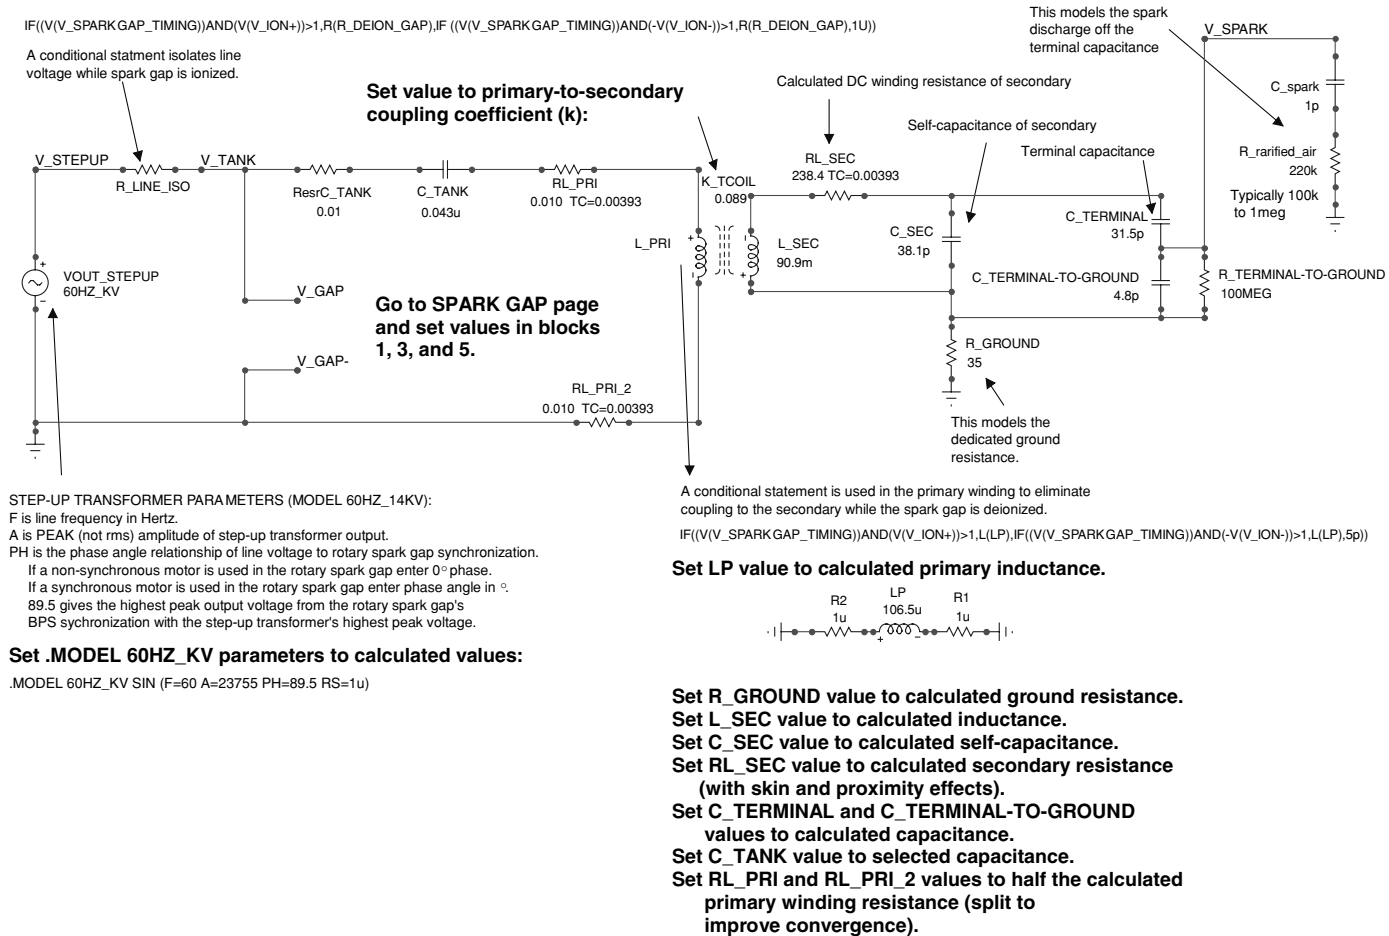 IF((V(V_SPARKGAP_TIMING))AND(V(V_ION+))>1,R(R_DEION_GAP),IF ((V(V_SPARKGAP_TIMING))AND(-V(V_ION-))>1,R(R_DEION_GAP),1U))
A conditional statment isolates line
voltage while spark gap is ionized.
This models the spark
discharge off the
terminal capacitance
V_SPARK
C_spark
1p
R_rarified_air
220k
Typically 100k
to 1meg
Set value to primary-to-secondary
coupling coefficient (k):
Calculated DC winding resistance of secondary
Self-capacitance of secondary
Terminal capacitance
V_STEPUP
R_LINE_ISO
V_TANK
ResrC_TANK
0.01
C_TANK
0.043u
RL_PRI
0.010 TC=0.00393
K_TCOIL
0.089
RL_SEC
238.4 TC=0.00393
L_PRI
L_SEC
90.9m
C_SEC
38.1p
C_TERMINAL
31.5p
C_TERMINAL-TO-GROUND
4.8p
R_TERMINAL-TO-GROUND
100MEG
+
VOUT_STEPUP
60HZ_KV
−
V_GAP
V_GAP-
Go to SPARK GAP page
and set values in blocks
1, 3, and 5.
RL_PRI_2
0.010 TC=0.00393
R_GROUND
35
This models the
dedicated ground
resistance.
STEP-UP TRANSFORMER PARAMETERS (MODEL 60HZ_14KV):
F is line frequency in Hertz.
A is PEAK (not rms) amplitude of step-up transformer output.
PH is the phase angle relationship of line voltage to rotary spark gap synchronization.
If a non-synchronous motor is used in the rotary spark gap enter 0° phase.
If a synchronous motor is used in the rotary spark gap enter phase angle in °.
89.5 gives the highest peak output voltage from the rotary spark gap's
BPS sychronization with the step-up transformer's highest peak voltage.
Set .MODEL 60HZ_KV parameters to calculated values:
.MODEL 60HZ_KV SIN (F=60 A=23755 PH=89.5 RS=1u)
A conditional statement is used in the primary winding to eliminate
coupling to the secondary while the spark gap is deionized.
IF((V(V_SPARKGAP_TIMING))AND(V(V_ION+))>1,L(LP),IF((V(V_SPARKGAP_TIMING))AND(-V(V_ION-))>1,L(LP),5p))
Set LP value to calculated primary inductance.
R2
1u
LP
106.5u
R1
1u
+ −
Set R_GROUND value to calculated ground resistance.
Set L_SEC value to calculated inductance.
Set C_SEC value to calculated self-capacitance.
Set RL_SEC value to calculated secondary resistance
(with skin and proximity effects).
Set C_TERMINAL and C_TERMINAL-TO-GROUND
values to calculated capacitance.
Set C_TANK value to selected capacitance.
Set RL_PRI and RL_PRI_2 values to half the calculated
primary winding resistance (split to
improve convergence).